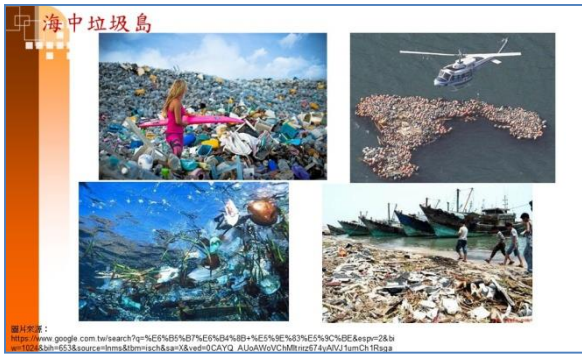 海中垃圾島
圖片來源：
https://www.google.com.tw/search?q=%E6%B5%B7%E6%B4%8B+%E5%9E%83%E5%9C%BE&espv=2&bi
w=1024&bih=653&source=lnms&tbm=isch&sa=X&ved=0CAYQ_AUoAWoVChMItriirz674yAIVJ1umCh1Rsga